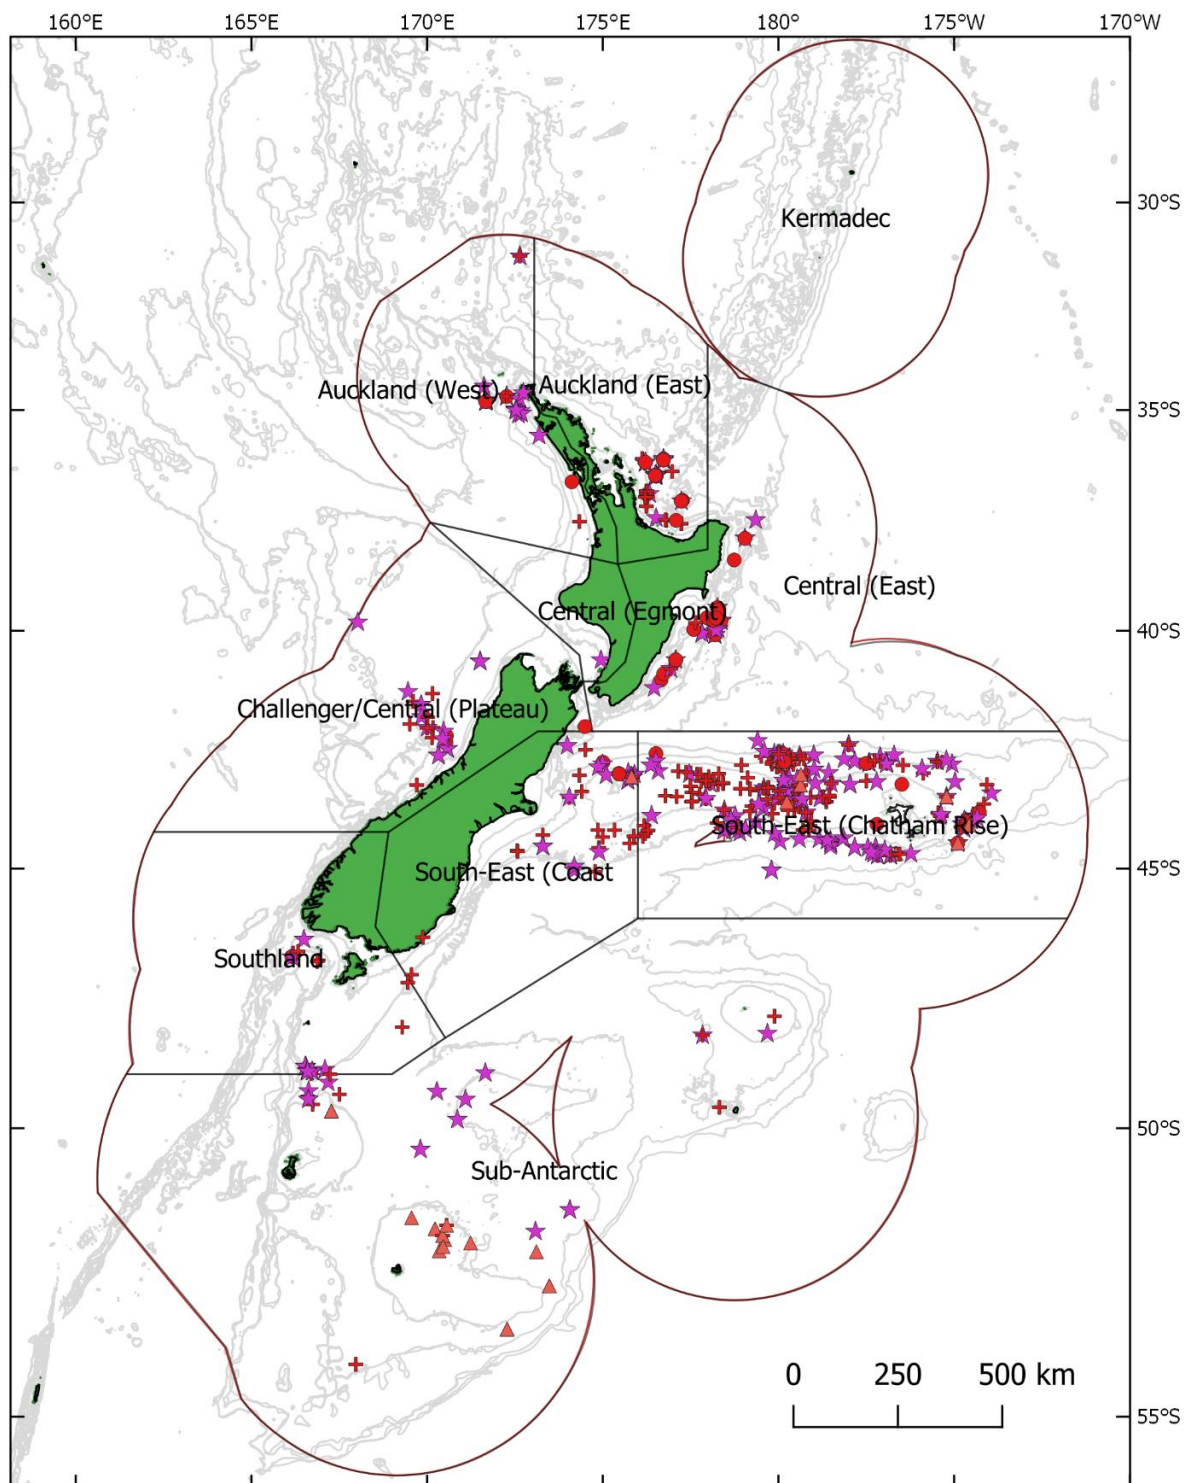 160°E 165°E 170°E 175°E 180° 175°W 170°W
30°S
Kermadec
Auckland (West) Auckland (East)
35°S
Central (East)
Central (Egmont)
40°S
Challenger/Central (Plateau)
South-East (Chatham Rise)
South-East (Coast
45°S
Southland
50°S
Sub-Antarctic
0 250 500 km
55°S